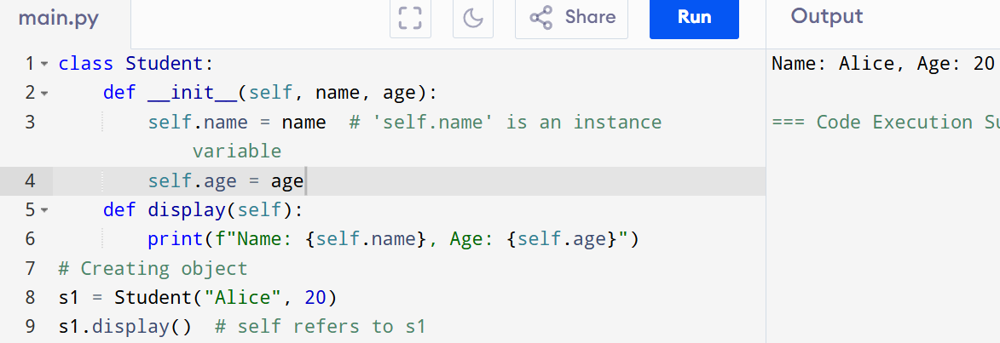 main.py
Share
Run
Output
1 class Student:
2     def __init__(self, name, age):
3         self.name = name  # 'self.name' is an instance
            variable
4         self.age = age
5     def display(self):
6         print(f"Name: {self.name}, Age: {self.age}")
7 # Creating object
8 s1 = Student("Alice", 20)
9 s1.display()  # self refers to s1
Name: Alice, Age: 20
=== Code Execution Su